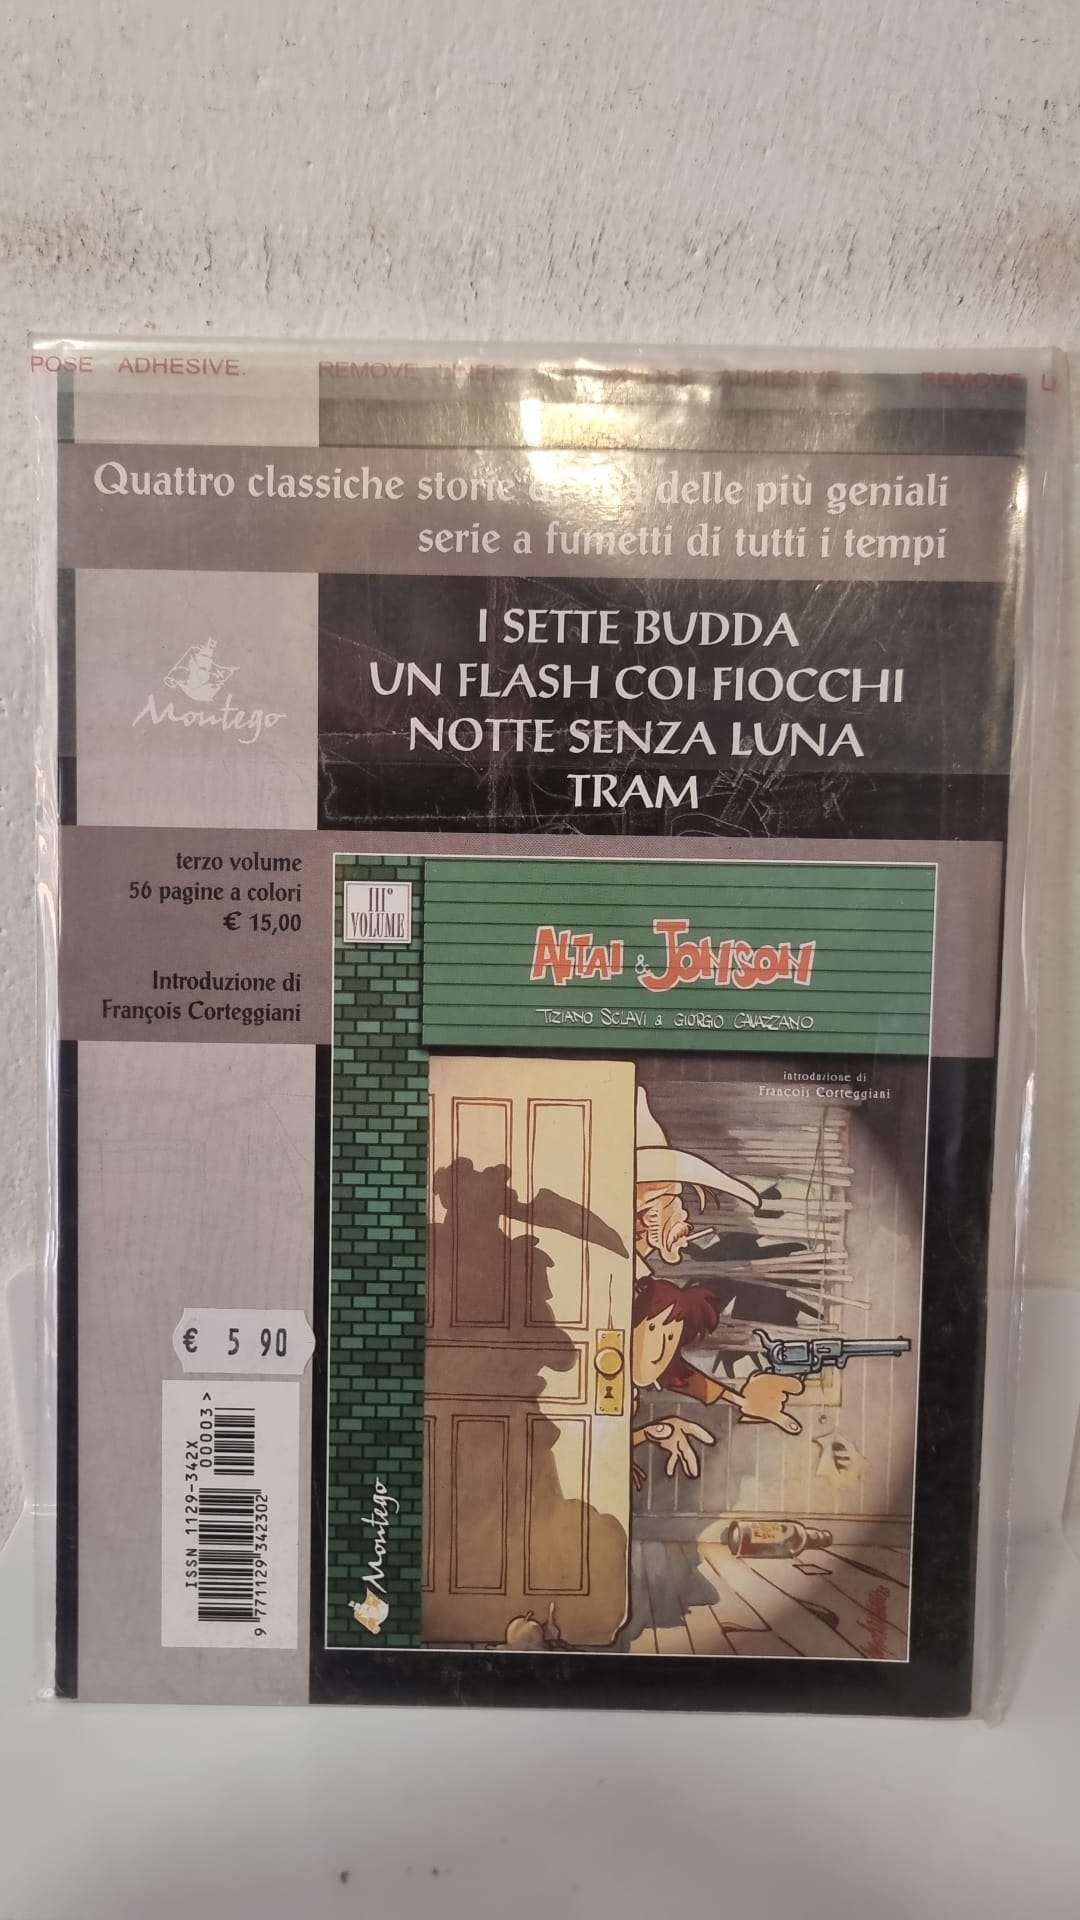 POSE ADHESIVE. REMOVE ADHESIVE REMOVE
Quattro classiche storie delle più geniali
serie a fumetti di tutti i tempi
I SETTE BUDDA
UN FLASH COI FIOCCHI
NOTTE SENZA LUNA
TRAM
Montego
terzo volume
56 pagine a colori
€ 15,00
Introduzione di
François Corteggiani
III°
VOLUME
ALTAI & JONSON
TIZIANO SCLAVI & GIORGIO CAVAZZANO
introduzione di
François Corteggiani
Montego
€ 5 90
ISSN 1129-342X
00003 >
9 771129 342302